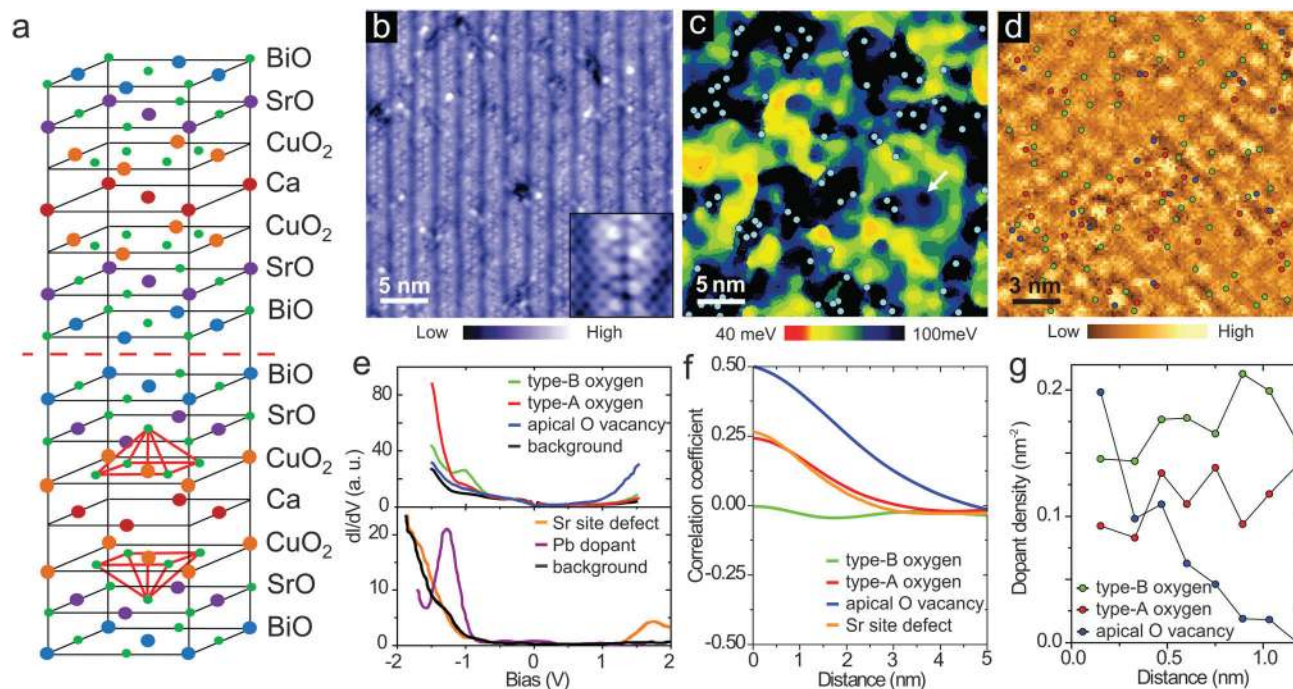 a
BiO
SrO
CuO₂
Ca
CuO₂
SrO
BiO
BiO
SrO
CuO₂
Ca
CuO₂
SrO
BiO
b
5 nm
Low High
c
5 nm
40 meV 100meV
d
3 nm
Low High
e
80
40
0
type-B oxygen
type-A oxygen
apical O vacancy
background
dI/dV (a. u.)
20
10
0
Sr site defect
Pb dopant
background
-2 -1 0 1 2
Bias (V)
f
0.50
0.25
0.00
-0.25
-0.50
Correlation coefficient
type-B oxygen
type-A oxygen
apical O vacancy
Sr site defect
0 1 2 3 4 5
Distance (nm)
g
0.2
0.1
0.0
Dopant density (nm⁻²)
type-B oxygen
type-A oxygen
apical O vacancy
0.0 0.5 1.0
Distance (nm)